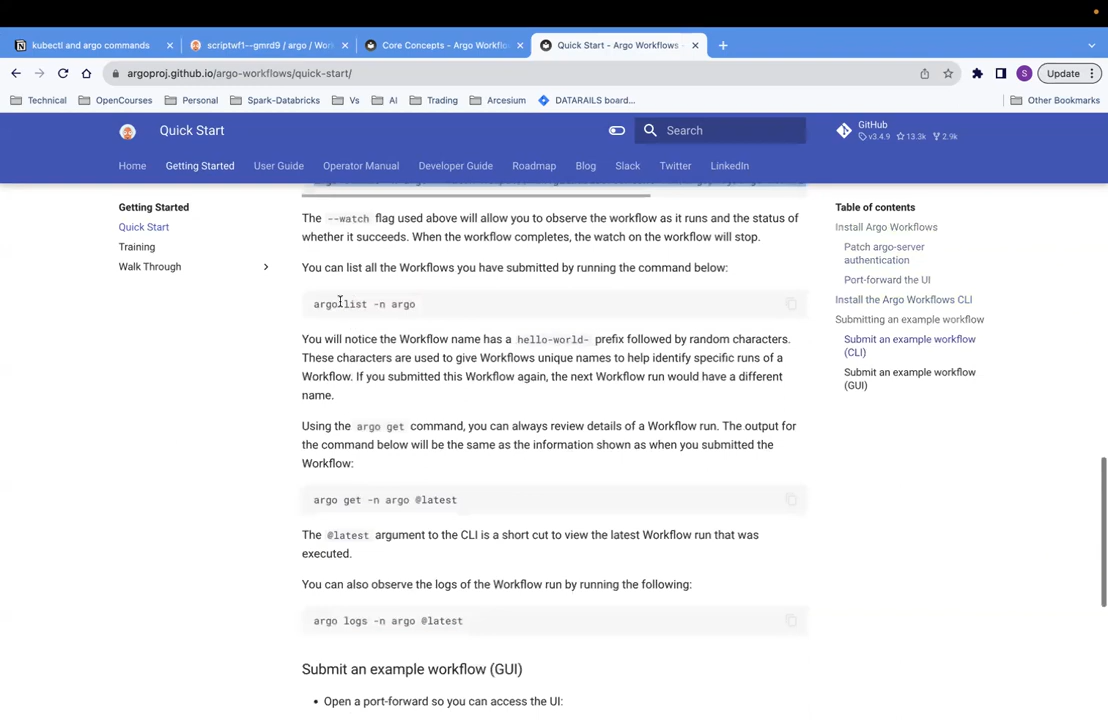 kubectl and argo commands
scriptwf1--gmrd9 / argo / Wor
Core Concepts - Argo Workflo
Quick Start - Argo Workflows
argoproj.github.io/argo-workflows/quick-start/
S
Update
Technical
OpenCourses
Personal
Spark-Databricks
Vs
AI
Trading
Arcesium
DATARAILS board...
Other Bookmarks
Quick Start
Search
GitHub
v3.4.9 13.3k 2.9k
Home
Getting Started
User Guide
Operator Manual
Developer Guide
Roadmap
Blog
Slack
Twitter
LinkedIn
Getting Started
Quick Start
Training
Walk Through
The --watch flag used above will allow you to observe the workflow as it runs and the status of
whether it succeeds. When the workflow completes, the watch on the workflow will stop.
You can list all the Workflows you have submitted by running the command below:
argo list -n argo
You will notice the Workflow name has a hello-world- prefix followed by random characters.
These characters are used to give Workflows unique names to help identify specific runs of a
Workflow. If you submitted this Workflow again, the next Workflow run would have a different
name.
Using the argo get command, you can always review details of a Workflow run. The output for
the command below will be the same as the information shown as when you submitted the
Workflow:
argo get -n argo @latest
The @latest argument to the CLI is a short cut to view the latest Workflow run that was
executed.
You can also observe the logs of the Workflow run by running the following:
argo logs -n argo @latest
Submit an example workflow (GUI)
• Open a port-forward so you can access the UI:
Table of contents
Install Argo Workflows
Patch argo-server
authentication
Port-forward the UI
Install the Argo Workflows CLI
Submitting an example workflow
Submit an example workflow
(CLI)
Submit an example workflow
(GUI)